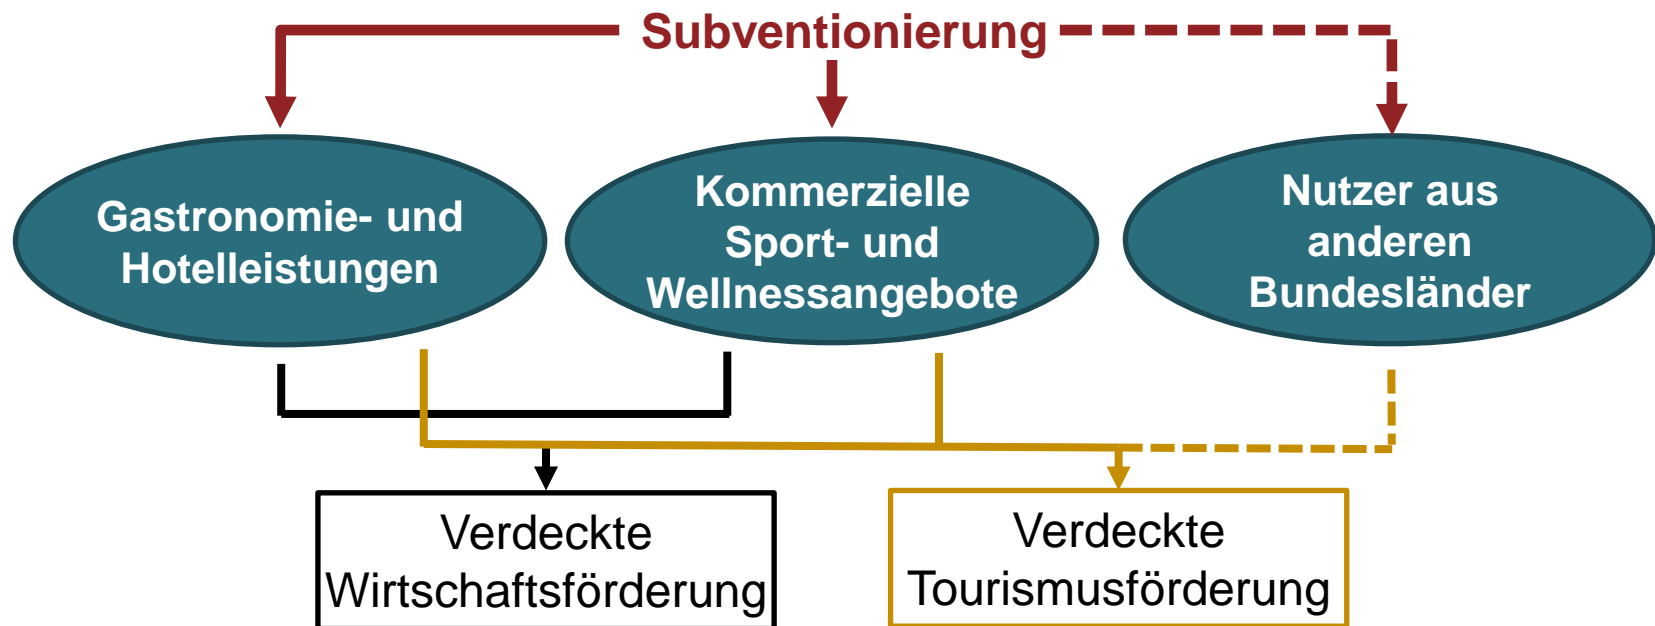 Subventionierung
Gastronomie- und
Hotelleistungen
Kommerzielle
Sport- und
Wellnessangebote
Nutzer aus
anderen
Bundesländer
Verdeckte
Wirtschaftsförderung
Verdeckte
Tourismusförderung